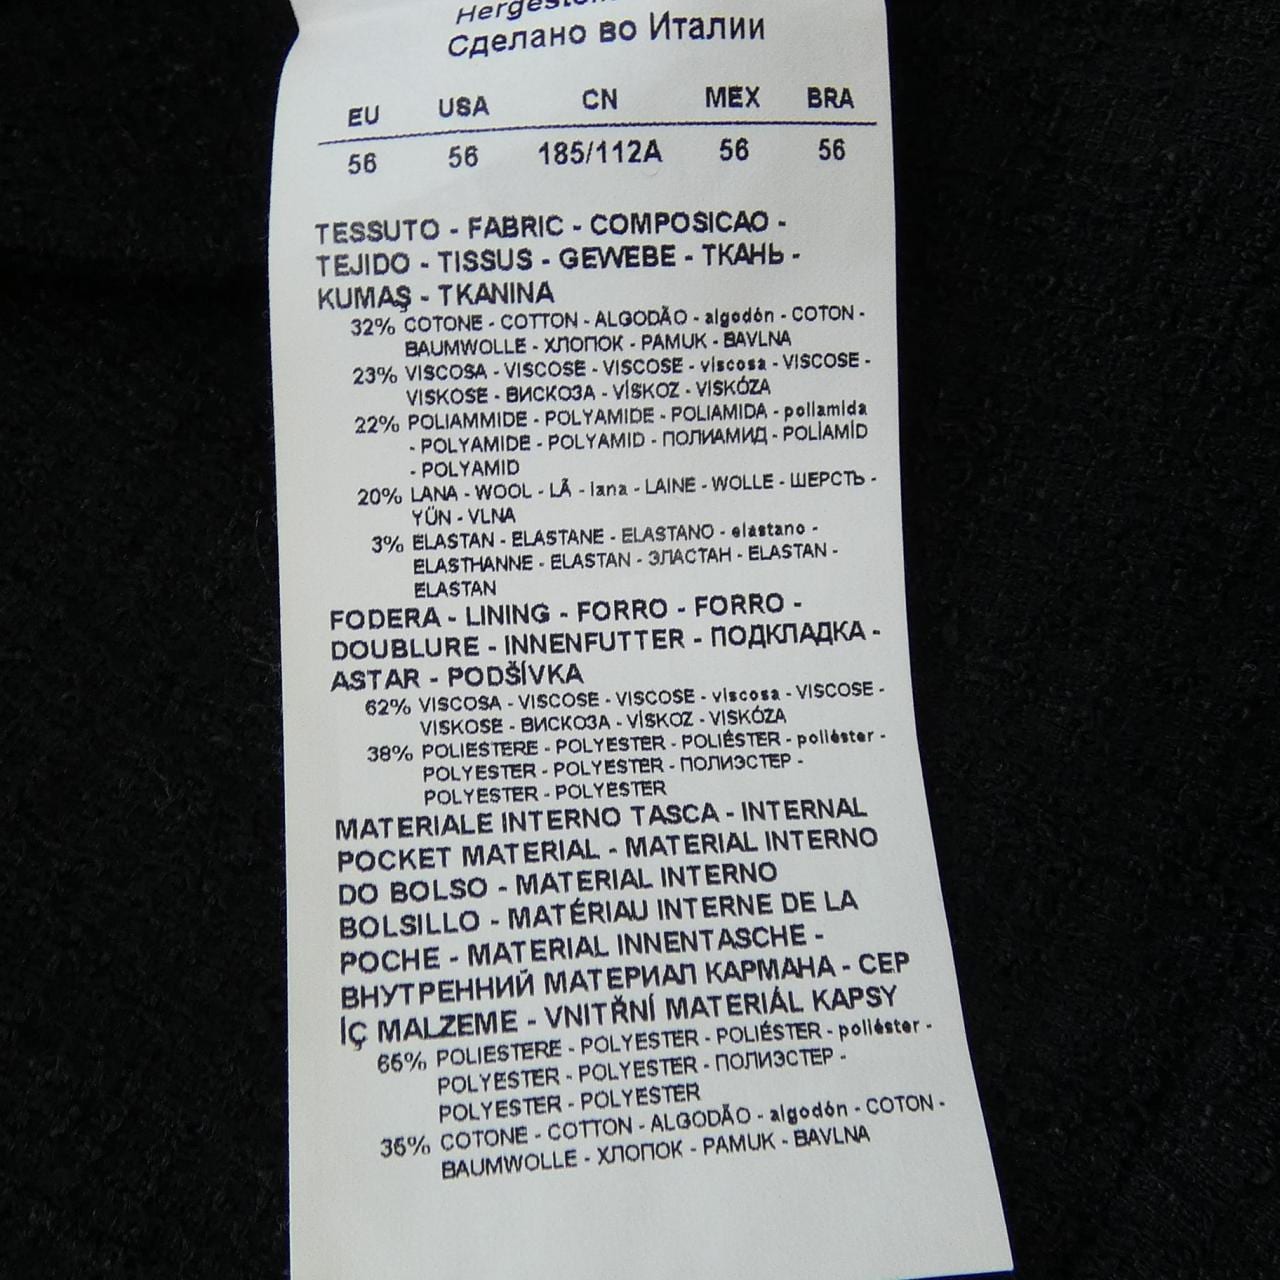 Сделано во Италии
EU USA CN MEX BRA
56 56 185/112A 56 56
TESSUTO - FABRIC - COMPOSICAO -
TEJIDO - TISSUS - GEWEBE - ТКАНЬ -
KUMAŞ - TKANINA
32% COTONE - COTTON - ALGODÃO - algodón - COTON -
BAUMWOLLE - ХЛОПОК - PAMUK - BAVLNA
23% VISCOSA - VISCOSE - VISCOSE - viscosa - VISCOSE -
VISKOSE - ВИСКОЗА - VİSKOZ - VISKÓZA
22% POLIAMMIDE - POLYAMIDE - POLIAMIDA - poliamida
- POLYAMIDE - POLYAMID - ПОЛИАМИД - POLİAMİD
- POLYAMID
20% LANA - WOOL - LÃ - lana - LAINE - WOLLE - ШЕРСТЬ -
YÜN - VLNA
3% ELASTAN - ELASTANE - ELASTANO - elastano -
ELASTHANNE - ELASTAN - ЭЛАСТАН - ELASTAN -
ELASTAN
FODERA - LINING - FORRO - FORRO -
DOUBLURE - INNENFUTTER - ПОДКЛАДКА -
ASTAR - PODŠÍVKA
62% VISCOSA - VISCOSE - VISCOSE - viscosa - VISCOSE -
VISKOSE - ВИСКОЗА - VİSKOZ - VISKÓZA
38% POLIESTERE - POLYESTER - POLIÉSTER - poliéster -
POLYESTER - POLYESTER - ПОЛИЭСТЕР -
POLYESTER - POLYESTER
MATERIALE INTERNO TASCA - INTERNAL
POCKET MATERIAL - MATERIAL INTERNO
DO BOLSO - MATERIAL INTERNO
BOLSILLO - MATÉRIAU INTERNE DE LA
POCHE - MATERIAL INNENTASCHE -
ВНУТРЕННИЙ МАТЕРИАЛ КАРМАНА - CEP
İÇ MALZEME - VNITŘNÍ MATERIÁL KAPSY
65% POLIESTERE - POLYESTER - POLIÉSTER - poliéster -
POLYESTER - POLYESTER - ПОЛИЭСТЕР -
POLYESTER - POLYESTER
35% COTONE - COTTON - ALGODÃO - algodón - COTON -
BAUMWOLLE - ХЛОПОК - PAMUK - BAVLNA